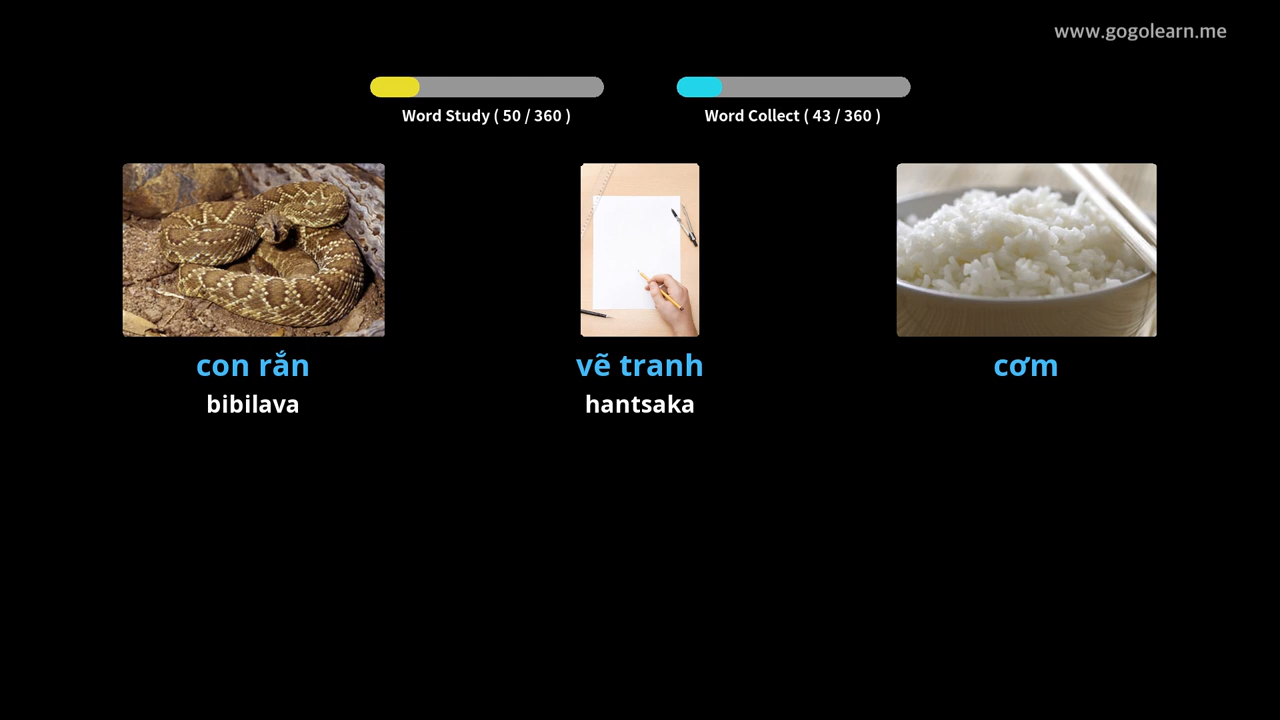 www.gogolearn.me
Word Study ( 50 / 360 )
Word Collect ( 43 / 360 )
con rắn
bibilava
vẽ tranh
hantsaka
cơm